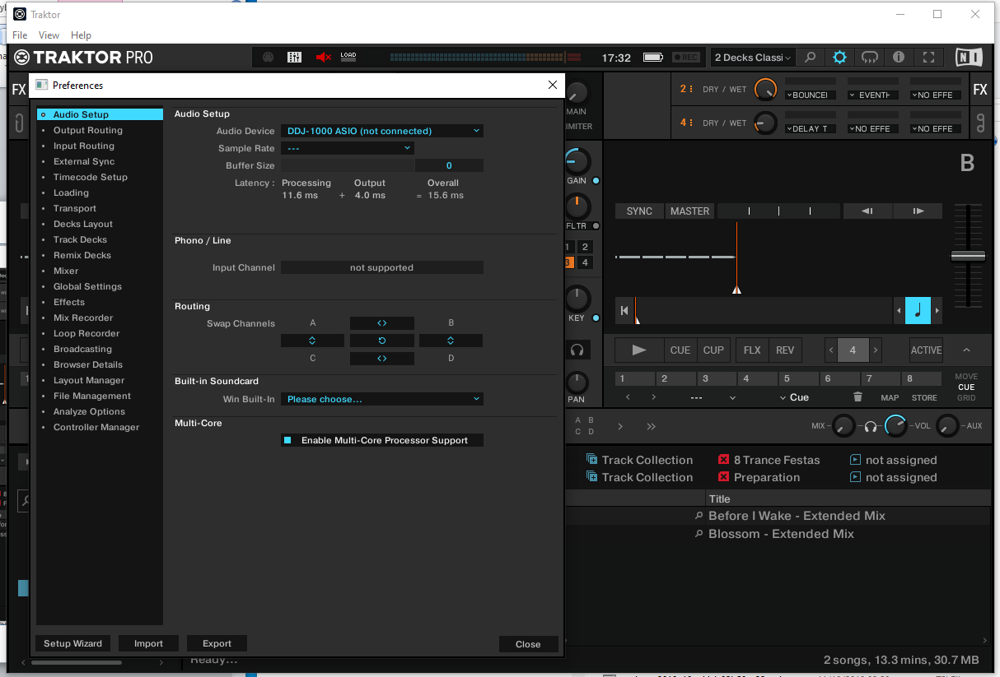 Traktor
File View Help
TRAKTOR PRO
LOAD
17:32
REC
2 Decks Classi
FX
Preferences
Audio Setup
Output Routing
Input Routing
External Sync
Timecode Setup
Loading
Transport
Decks Layout
Track Decks
Remix Decks
Mixer
Global Settings
Effects
Mix Recorder
Loop Recorder
Broadcasting
Browser Details
Layout Manager
File Management
Analyze Options
Controller Manager
Audio Setup
Audio Device DDJ-1000 ASIO (not connected)
Sample Rate ---
Buffer Size 0
Latency : Processing Output Overall
11.6 ms + 4.0 ms = 15.6 ms
Phono / Line
Input Channel not supported
Routing
Swap Channels A <> B
C <> D
Built-in Soundcard
Win Built-In Please choose...
Multi-Core
Enable Multi-Core Processor Support
Setup Wizard Import Export Close
MAIN
IMITER
2 DRY / WET BOUNCEI EVENTH NO EFFE FX
4 DRY / WET DELAY T NO EFFE NO EFFE
GAIN
FLTR
1 2
3 4
KEY
PAN
B
SYNC MASTER
CUE CUP FLX REV 4 ACTIVE
1 2 3 4 5 6 7 8
MOVE
CUE
GRID
--- Cue MAP STORE
A B
C D
MIX VOL AUX
Track Collection 8 Trance Festas not assigned
Track Collection Preparation not assigned
Title
Before I Wake - Extended Mix
Blossom - Extended Mix
Ready...
2 songs, 13.3 mins, 30.7 MB